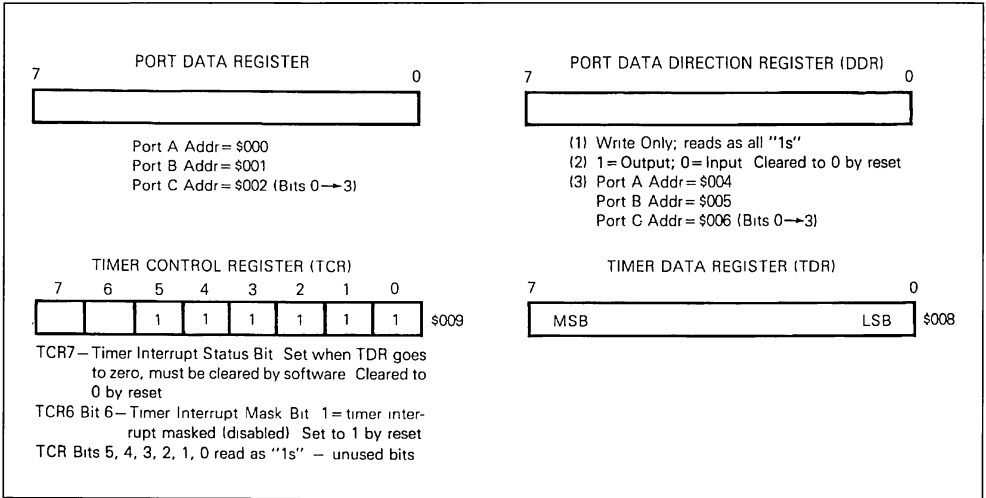 PORT DATA REGISTER
7 0
Port A Addr = $000
Port B Addr = $001
Port C Addr = $002 (Bits 0→3)
PORT DATA DIRECTION REGISTER (DDR)
7 0
(1) Write Only; reads as all "1s"
(2) 1 = Output; 0 = Input Cleared to 0 by reset
(3) Port A Addr = $004
Port B Addr = $005
Port C Addr = $006 (Bits 0→3)
TIMER CONTROL REGISTER (TCR)
7 6 5 4 3 2 1 0
1 1 1 1 1 1 $009
TCR7—Timer Interrupt Status Bit Set when TDR goes
to zero, must be cleared by software Cleared to
0 by reset
TCR6 Bit 6—Timer Interrupt Mask Bit 1 = timer inter-
rupt masked (disabled) Set to 1 by reset
TCR Bits 5, 4, 3, 2, 1, 0 read as "1s" — unused bits
TIMER DATA REGISTER (TDR)
7 0
MSB LSB $008